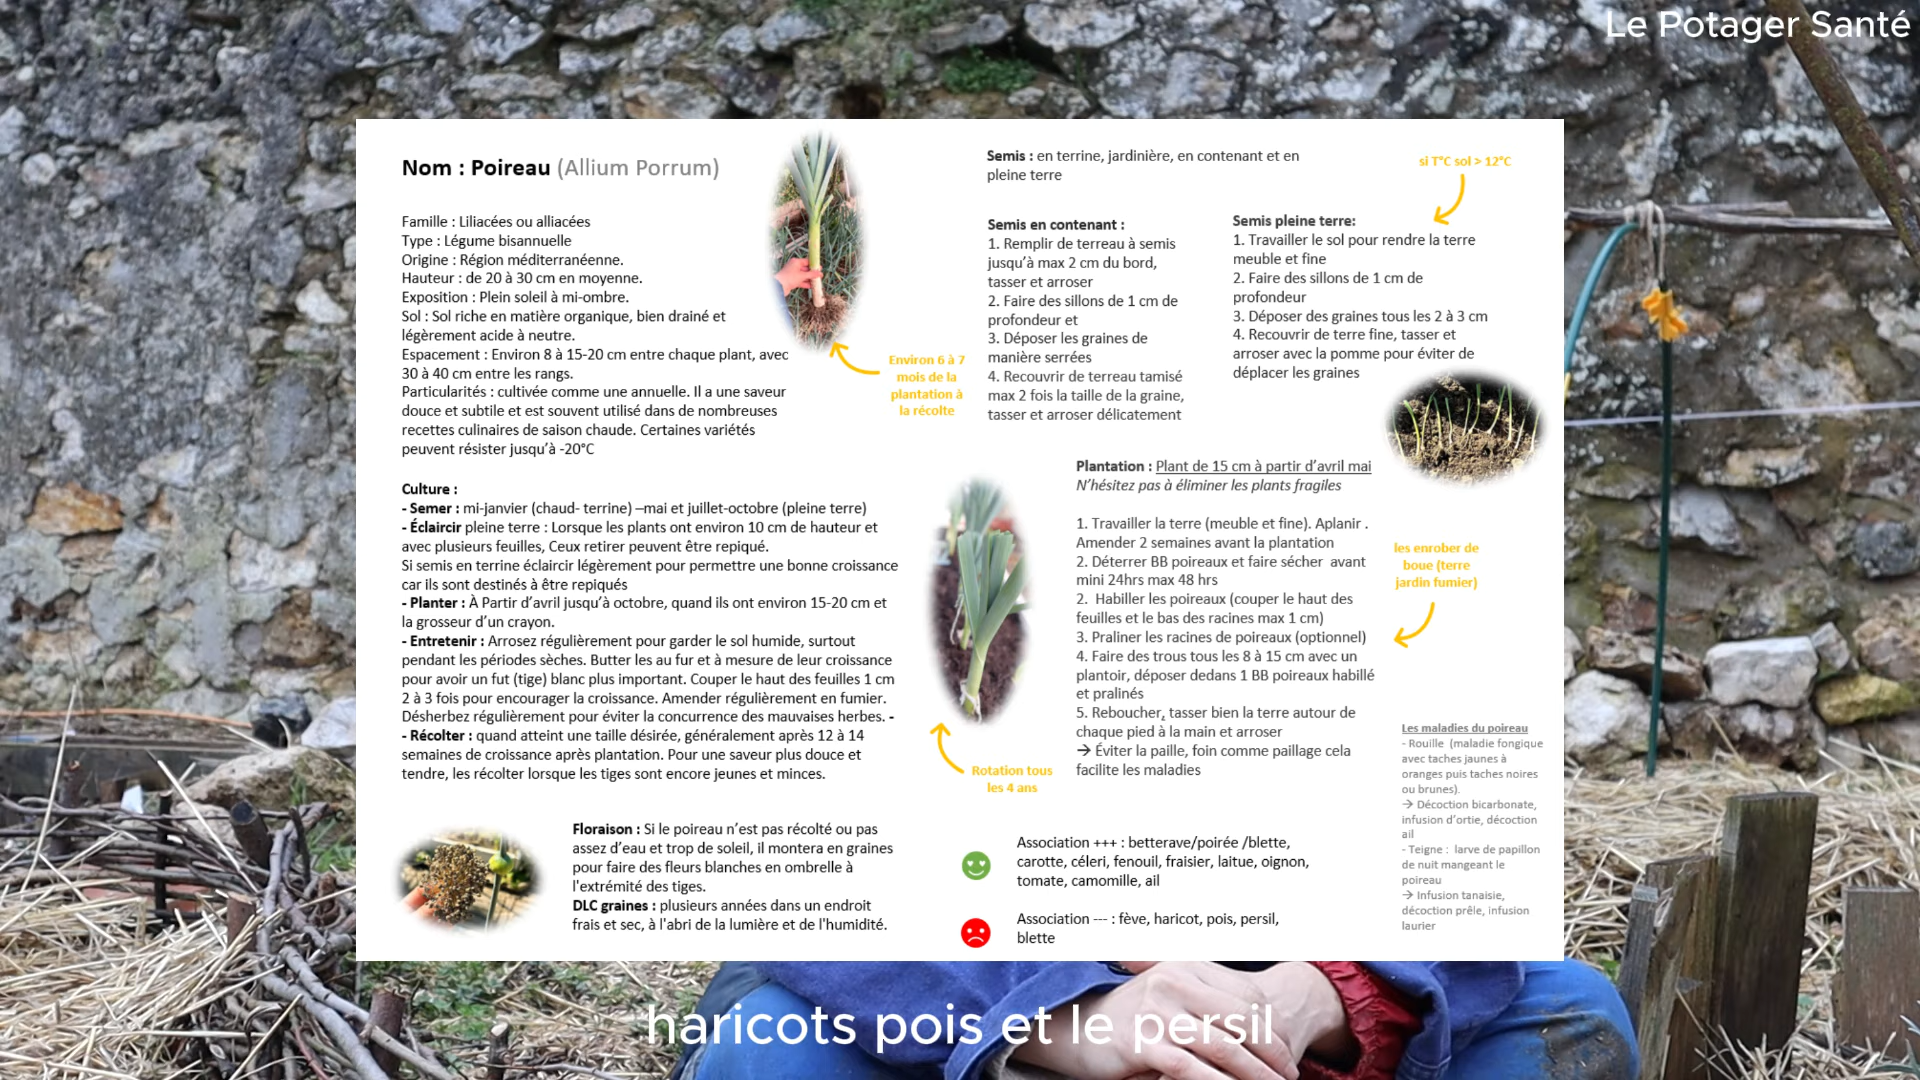 Le Potager Santé
Nom : Poireau (Allium Porrum)
Famille : Liliacées ou alliacées
Type : Légume bisannuelle
Origine : Région méditerranéenne.
Hauteur : de 20 à 30 cm en moyenne.
Exposition : Plein soleil à mi-ombre.
Sol : Sol riche en matière organique, bien drainé et
légèrement acide à neutre.
Espacement : Environ 8 à 15-20 cm entre chaque plant, avec
30 à 40 cm entre les rangs.
Particularités : cultivée comme une annuelle. Il a une saveur
douce et subtile et est souvent utilisé dans de nombreuses
recettes culinaires de saison chaude. Certaines variétés
peuvent résister jusqu'à -20°C
Environ 6 à 7
mois de la
plantation à
la récolte
Culture :
- Semer : mi-janvier (chaud- terrine) –mai et juillet-octobre (pleine terre)
- Éclaircir pleine terre : Lorsque les plants ont environ 10 cm de hauteur et
avec plusieurs feuilles, Ceux retirer peuvent être repiqué.
Si semis en terrine éclaircir légèrement pour permettre une bonne croissance
car ils sont destinés à être repiqués
- Planter : À Partir d'avril jusqu'à octobre, quand ils ont environ 15-20 cm et
la grosseur d'un crayon.
- Entretenir : Arrosez régulièrement pour garder le sol humide, surtout
pendant les périodes sèches. Butter les au fur et à mesure de leur croissance
pour avoir un fut (tige) blanc plus important. Couper le haut des feuilles 1 cm
2 à 3 fois pour encourager la croissance. Amender régulièrement en fumier.
Désherbez régulièrement pour éviter la concurrence des mauvaises herbes. -
- Récolter : quand atteint une taille désirée, généralement après 12 à 14
semaines de croissance après plantation. Pour une saveur plus douce et
tendre, les récolter lorsque les tiges sont encore jeunes et minces.
Rotation tous
les 4 ans
Floraison : Si le poireau n'est pas récolté ou pas
assez d'eau et trop de soleil, il montera en graines
pour faire des fleurs blanches en ombrelle à
l'extrémité des tiges.
DLC graines : plusieurs années dans un endroit
frais et sec, à l'abri de la lumière et de l'humidité.
Semis : en terrine, jardinière, en contenant et en
pleine terre
Semis en contenant :
1. Remplir de terreau à semis
jusqu'à max 2 cm du bord,
tasser et arroser
2. Faire des sillons de 1 cm de
profondeur et
3. Déposer les graines de
manière serrées
4. Recouvrir de terreau tamisé
max 2 fois la taille de la graine,
tasser et arroser délicatement
si T°C sol > 12°C
Semis pleine terre:
1. Travailler le sol pour rendre la terre
meuble et fine
2. Faire des sillons de 1 cm de
profondeur
3. Déposer des graines tous les 2 à 3 cm
4. Recouvrir de terre fine, tasser et
arroser avec la pomme pour éviter de
déplacer les graines
Plantation : Plant de 15 cm à partir d'avril mai
N'hésitez pas à éliminer les plants fragiles
1. Travailler la terre (meuble et fine). Aplanir .
Amender 2 semaines avant la plantation
2. Déterrer BB poireaux et faire sécher avant
mini 24hrs max 48 hrs
2. Habiller les poireaux (couper le haut des
feuilles et le bas des racines max 1 cm)
3. Praliner les racines de poireaux (optionnel)
4. Faire des trous tous les 8 à 15 cm avec un
plantoir, déposer dedans 1 BB poireaux habillé
et pralinés
5. Reboucher, tasser bien la terre autour de
chaque pied à la main et arroser
→ Éviter la paille, foin comme paillage cela
facilite les maladies
les enrober de
boue (terre
jardin fumier)
Les maladies du poireau
- Rouille (maladie fongique
avec taches jaunes à
oranges puis taches noires
ou brunes).
→ Décoction bicarbonate,
infusion d'ortie, décoction
ail
- Teigne : larve de papillon
de nuit mangeant le
poireau
→ Infusion tanaisie,
décoction prêle, infusion
laurier
Association +++ : betterave/poirée /blette,
carotte, céleri, fenouil, fraisier, laitue, oignon,
tomate, camomille, ail
Association --- : fève, haricot, pois, persil,
blette
haricots pois et le persil